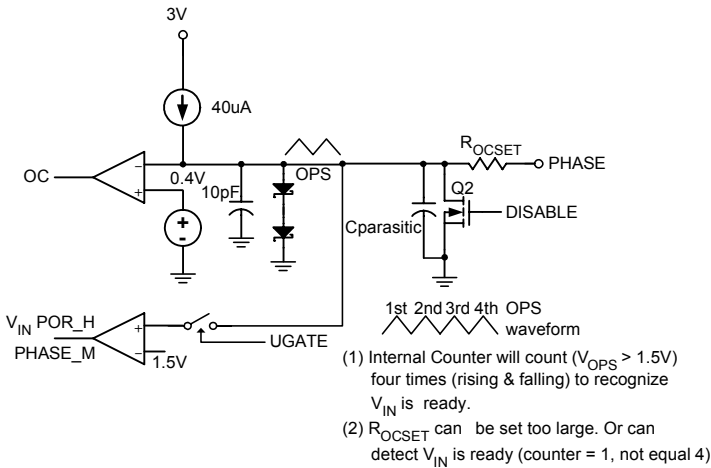 3V
40uA
R_OCSET
PHASE
OPS
Q2
OC
0.4V
10pF
DISABLE
Cparasitic
+
-
−
+
V_IN POR_H
PHASE_M
+
−
1.5V
UGATE
1st 2nd 3rd 4th OPS
waveform
(1) Internal Counter will count (V_OPS > 1.5V)
four times (rising & falling) to recognize
V_IN is ready.
(2) R_OCSET can be set too large. Or can
detect V_IN is ready (counter = 1, not equal 4)